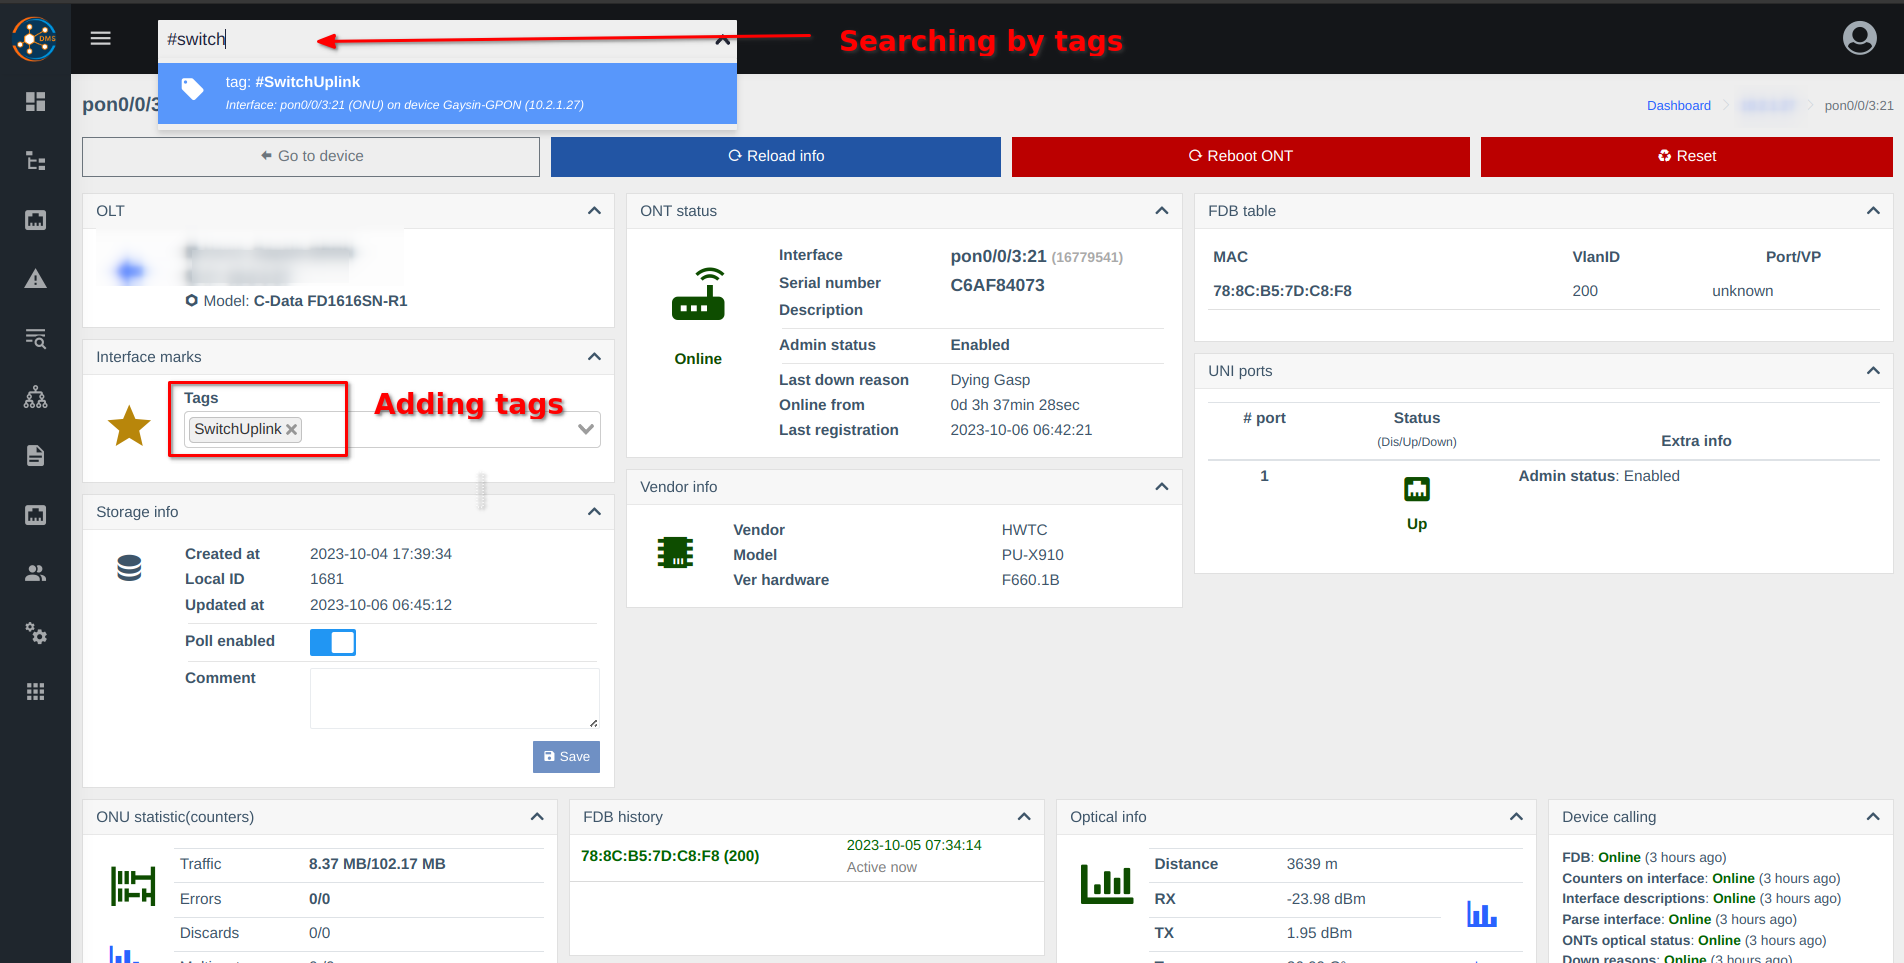 DMS
#switch
Searching by tags
tag: #SwitchUplink
Interface: pon0/0/3:21 (ONU) on device Gaysin-GPON (10.2.1.27)
pon0/0/3
Dashboard
pon0/0/3:21
Go to device
Reload info
Reboot ONT
Reset
OLT
Model: C-Data FD1616SN-R1
Interface marks
Tags
SwitchUplink
Adding tags
Storage info
Created at 2023-10-04 17:39:34
Local ID 1681
Updated at 2023-10-06 06:45:12
Poll enabled
Comment
Save
ONT status
Online
Interface pon0/0/3:21 (16779541)
Serial number C6AF84073
Description
Admin status Enabled
Last down reason Dying Gasp
Online from 0d 3h 37min 28sec
Last registration 2023-10-06 06:42:21
Vendor info
Vendor HWTC
Model PU-X910
Ver hardware F660.1B
FDB table
MAC VlanID Port/VP
78:8C:B5:7D:C8:F8 200 unknown
UNI ports
# port Status Extra info
(Dis/Up/Down)
1 Admin status: Enabled
Up
ONU statistic(counters)
Traffic 8.37 MB/102.17 MB
Errors 0/0
Discards 0/0
FDB history
78:8C:B5:7D:C8:F8 (200) 2023-10-05 07:34:14
Active now
Optical info
Distance 3639 m
RX -23.98 dBm
TX 1.95 dBm
Device calling
FDB: Online (3 hours ago)
Counters on interface: Online (3 hours ago)
Interface descriptions: Online (3 hours ago)
Parse interface: Online (3 hours ago)
ONTs optical status: Online (3 hours ago)
Down reasons: Online (3 hours ago)